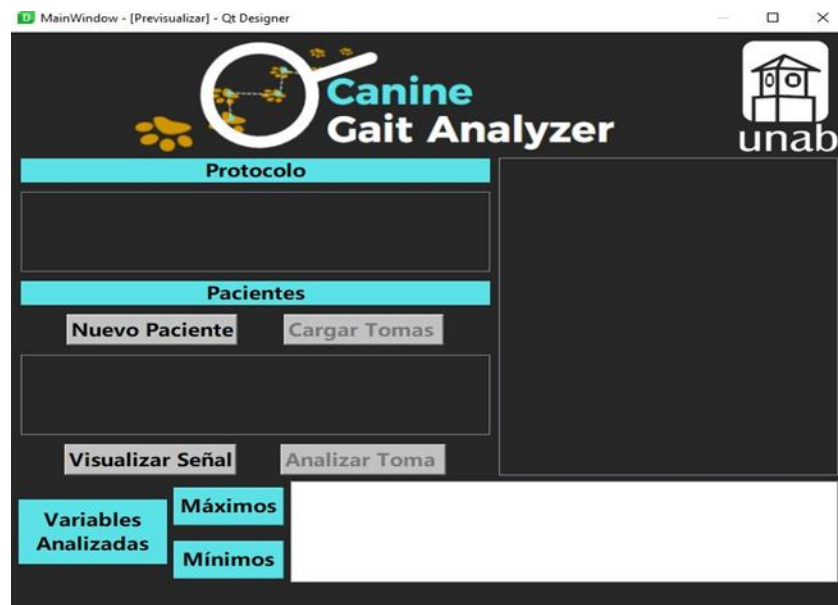 MainWindow - [Previsualizar] - Qt Designer
Canine
Gait Analyzer
unab
Protocolo
Pacientes
Nuevo Paciente
Cargar Tomas
Visualizar Señal
Analizar Toma
Variables
Analizadas
Máximos
Mínimos